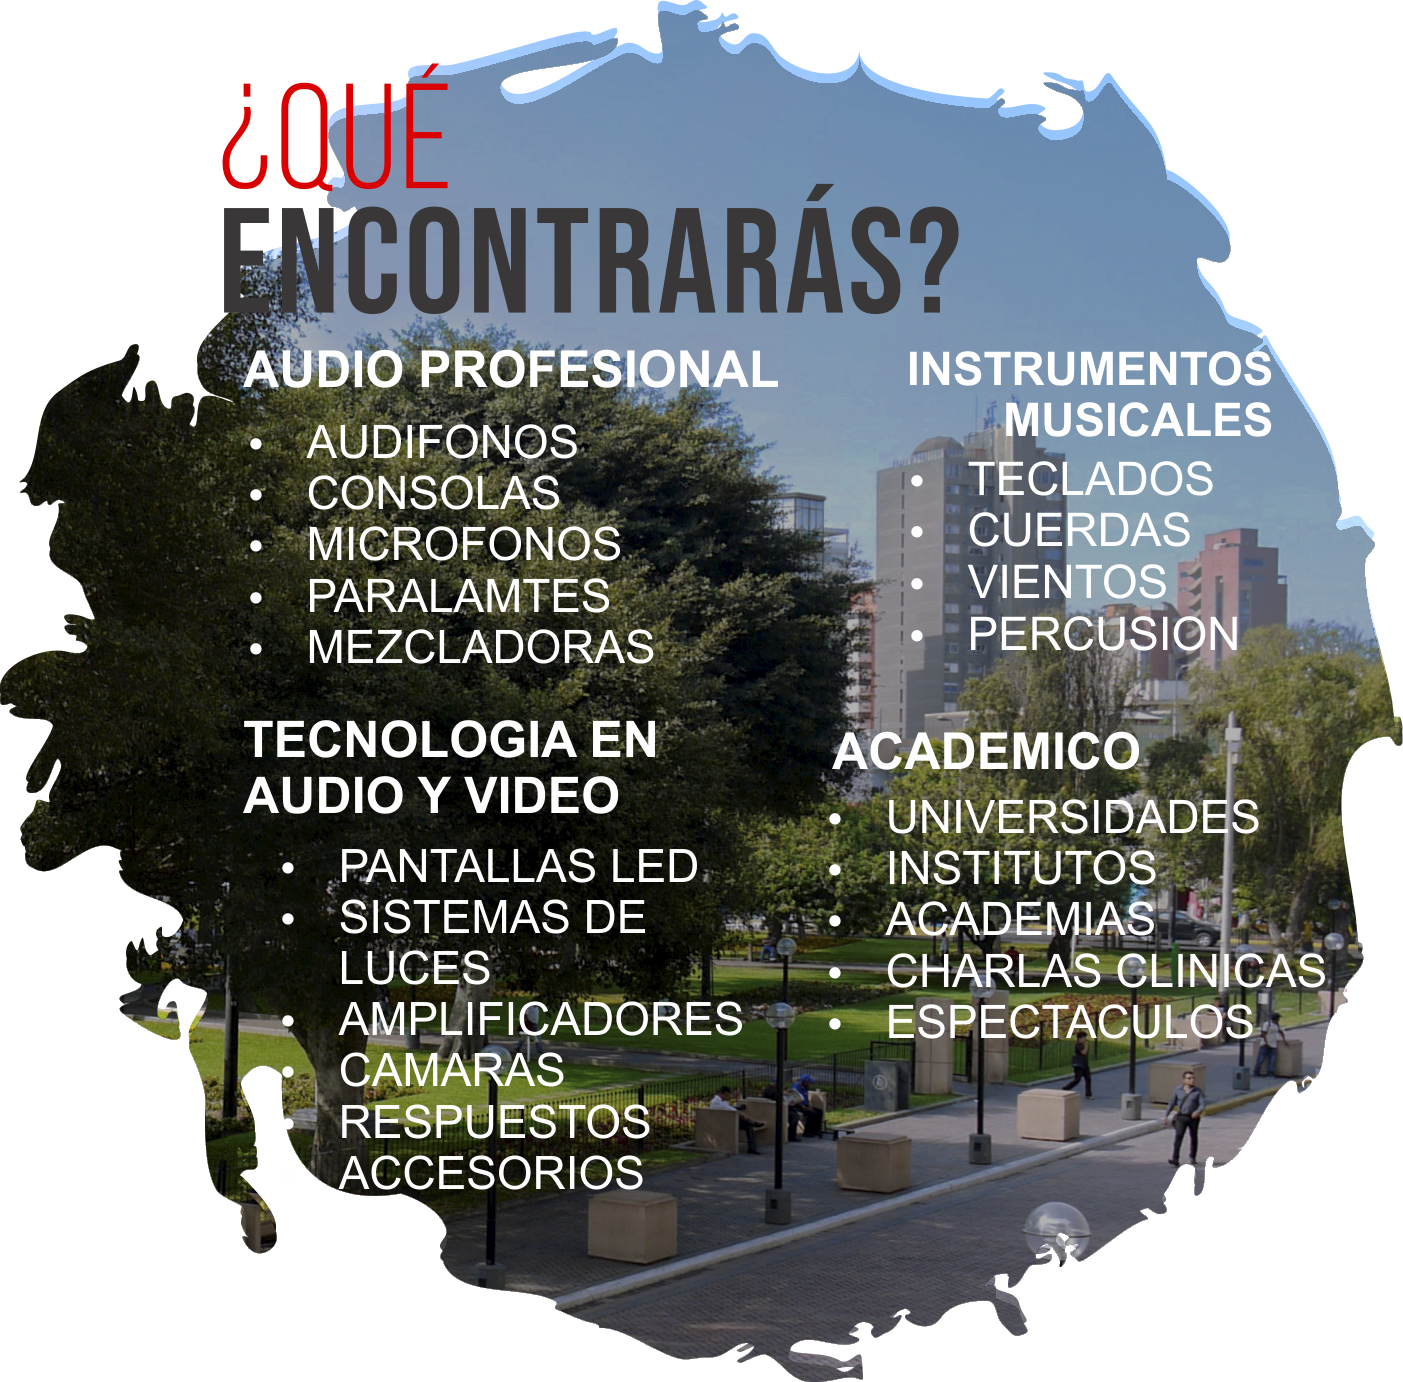 ¿QUÉ
ENCONTRARÁS?
AUDIO PROFESIONAL
• AUDIFONOS
• CONSOLAS
• MICROFONOS
• PARALAMTES
• MEZCLADORAS
INSTRUMENTOS
MUSICALES
• TECLADOS
• CUERDAS
• VIENTOS
• PERCUSION
TECNOLOGIA EN
AUDIO Y VIDEO
• PANTALLAS LED
• SISTEMAS DE
LUCES
• AMPLIFICADORES
• CAMARAS
• RESPUESTOS
ACCESORIOS
ACADEMICO
• UNIVERSIDADES
• INSTITUTOS
• ACADEMIAS
• CHARLAS CLINICAS
• ESPECTACULOS